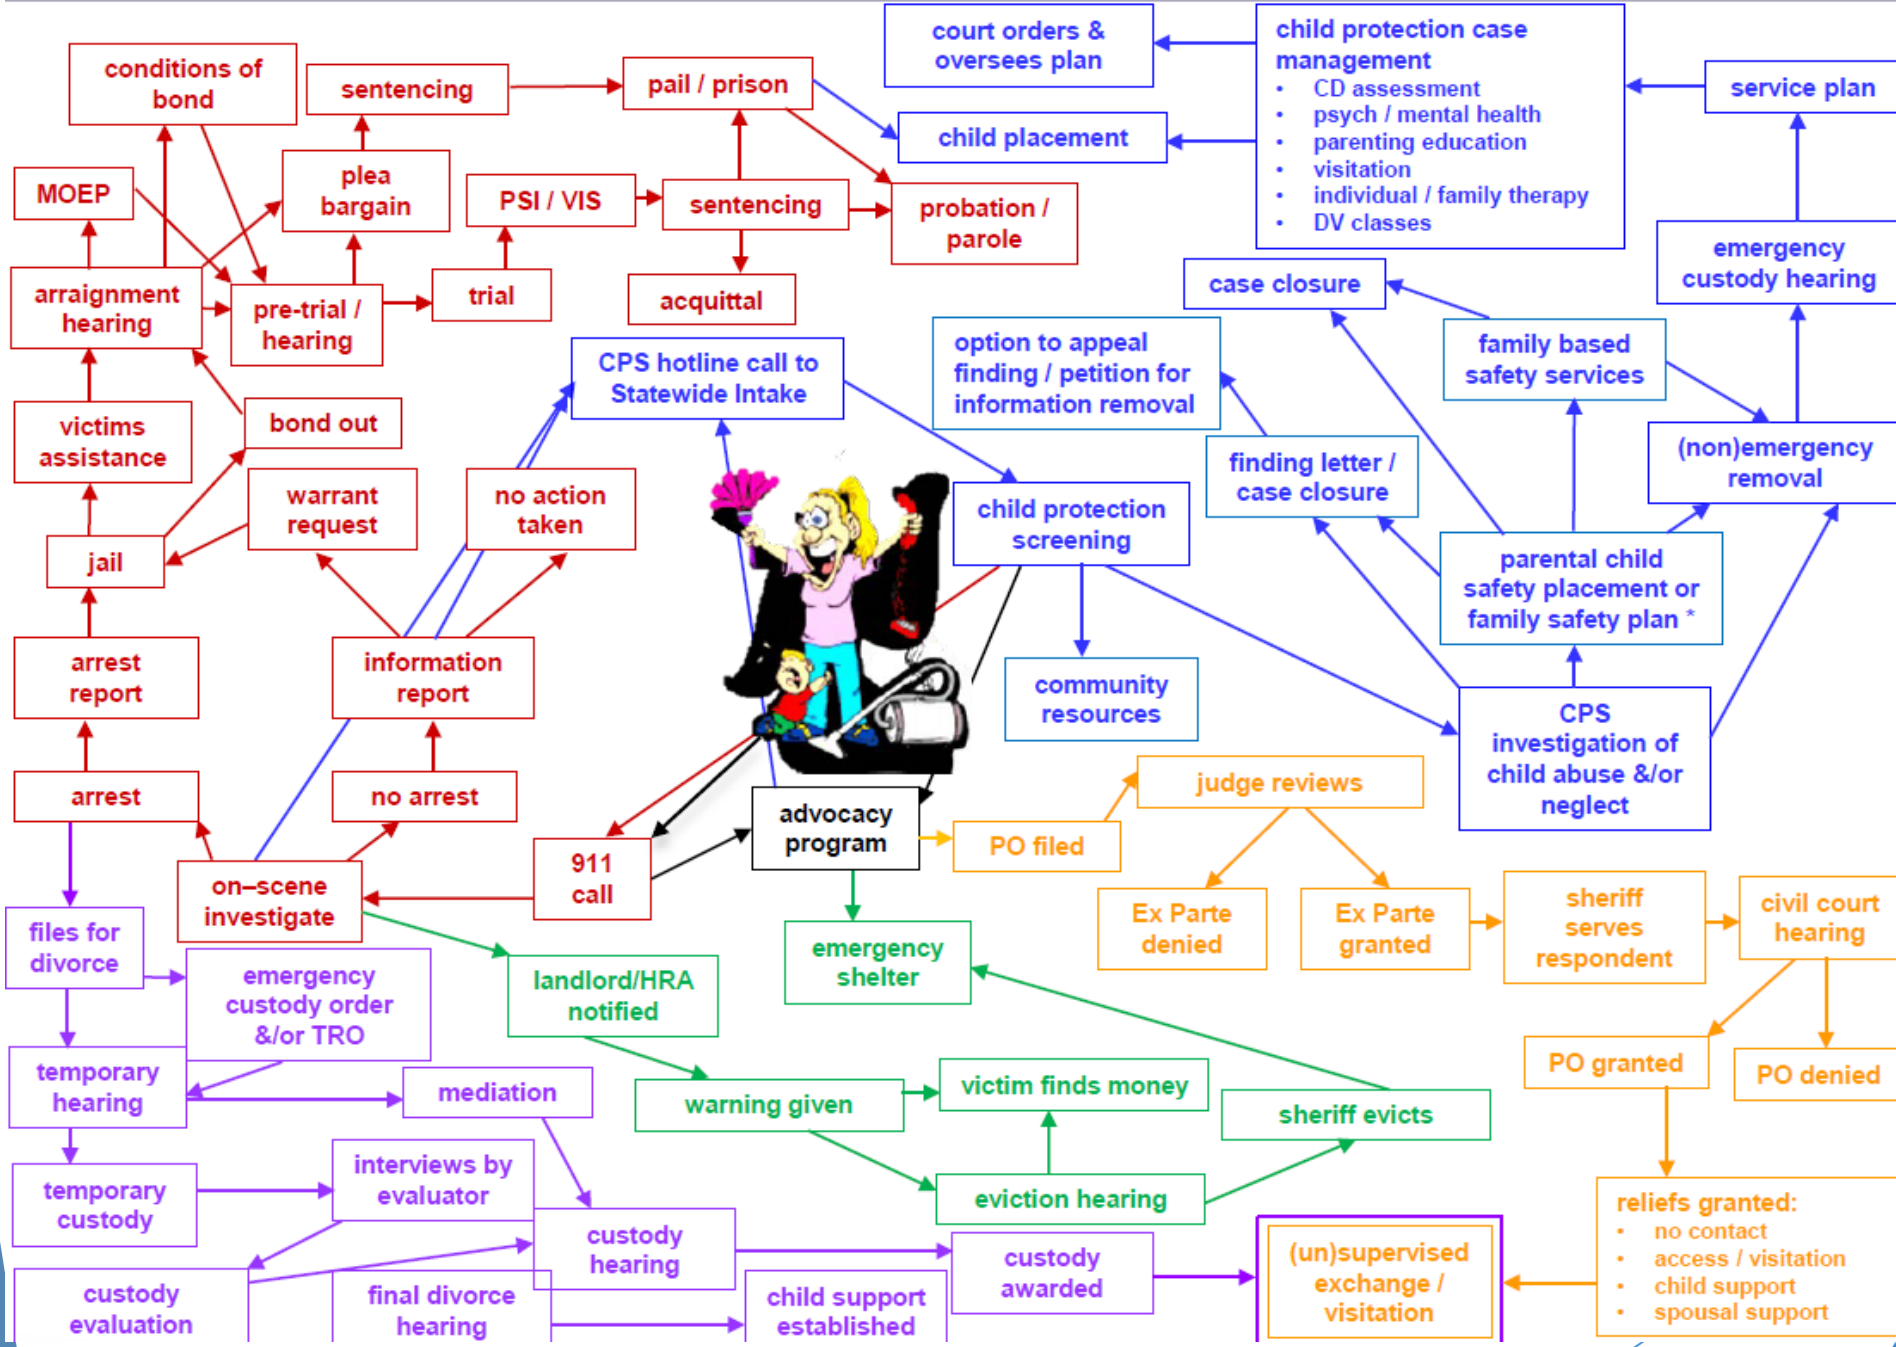 conditions of
bond
sentencing
pail / prison
court orders &
oversees plan
child protection case
management
• CD assessment
• psych / mental health
• parenting education
• visitation
• individual / family therapy
• DV classes
service plan
child placement
MOEP
plea
bargain
PSI / VIS
sentencing
probation /
parole
emergency
custody hearing
arraignment
hearing
pre-trial /
hearing
trial
acquittal
case closure
CPS hotline call to
Statewide Intake
option to appeal
finding / petition for
information removal
family based
safety services
victims
assistance
bond out
finding letter /
case closure
(non)emergency
removal
warrant
request
no action
taken
child protection
screening
jail
parental child
safety placement or
family safety plan *
arrest
report
information
report
community
resources
CPS
investigation of
child abuse &/or
neglect
arrest
no arrest
advocacy
program
judge reviews
PO filed
911
call
on–scene
investigate
Ex Parte
denied
Ex Parte
granted
sheriff
serves
respondent
civil court
hearing
files for
divorce
emergency
custody order
&/or TRO
landlord/HRA
notified
emergency
shelter
PO granted
PO denied
temporary
hearing
mediation
warning given
victim finds money
sheriff evicts
temporary
custody
interviews by
evaluator
eviction hearing
reliefs granted:
• no contact
• access / visitation
• child support
• spousal support
custody
hearing
custody
awarded
(un)supervised
exchange /
visitation
custody
evaluation
final divorce
hearing
child support
established